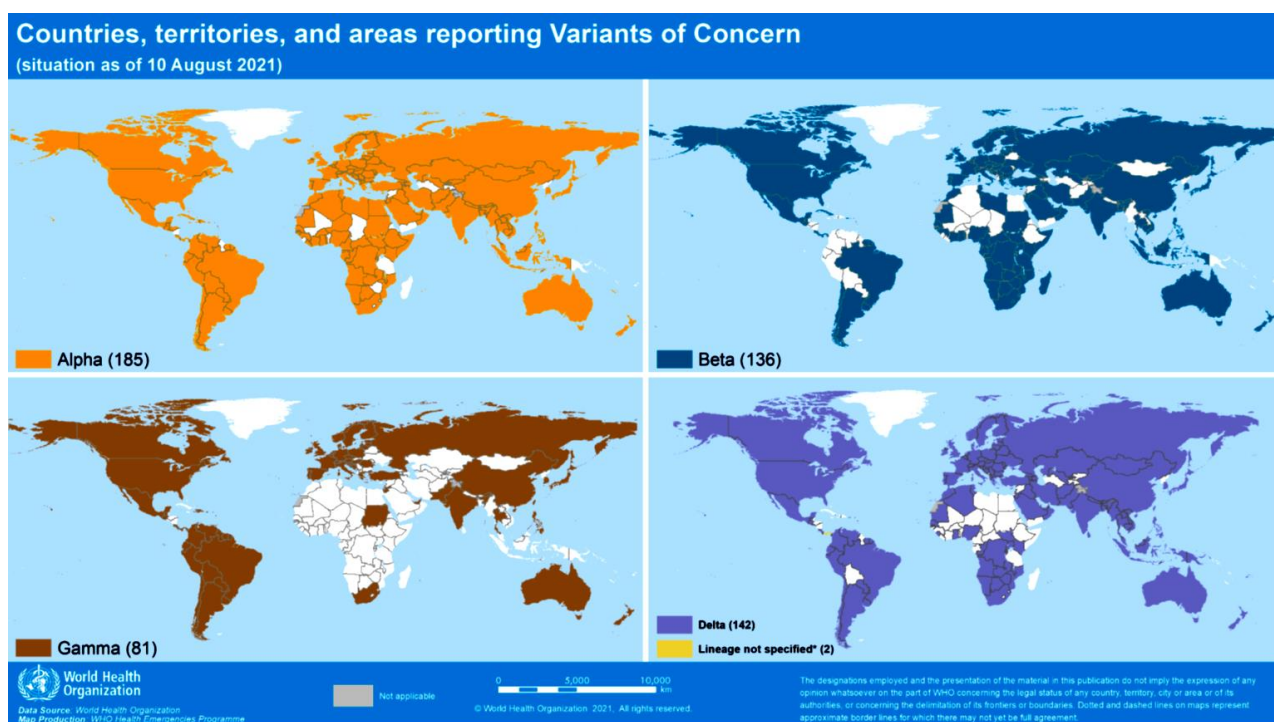 Countries, territories, and areas reporting Variants of Concern
(situation as of 10 August 2021)
Alpha (185)
Beta (136)
Gamma (81)
Delta (142)
Lineage not specified* (2)
World Health
Organization
Data Source: World Health Organization
Map Production: WHO Health Emergencies Programme
Not applicable
0 5,000 10,000
km
© World Health Organization 2021, All rights reserved.
The designations employed and the presentation of the material in this publication do not imply the expression of any
opinion whatsoever on the part of WHO concerning the legal status of any country, territory, city or area or of its
authorities, or concerning the delimitation of its frontiers or boundaries. Dotted and dashed lines on maps represent
approximate border lines for which there may not yet be full agreement.